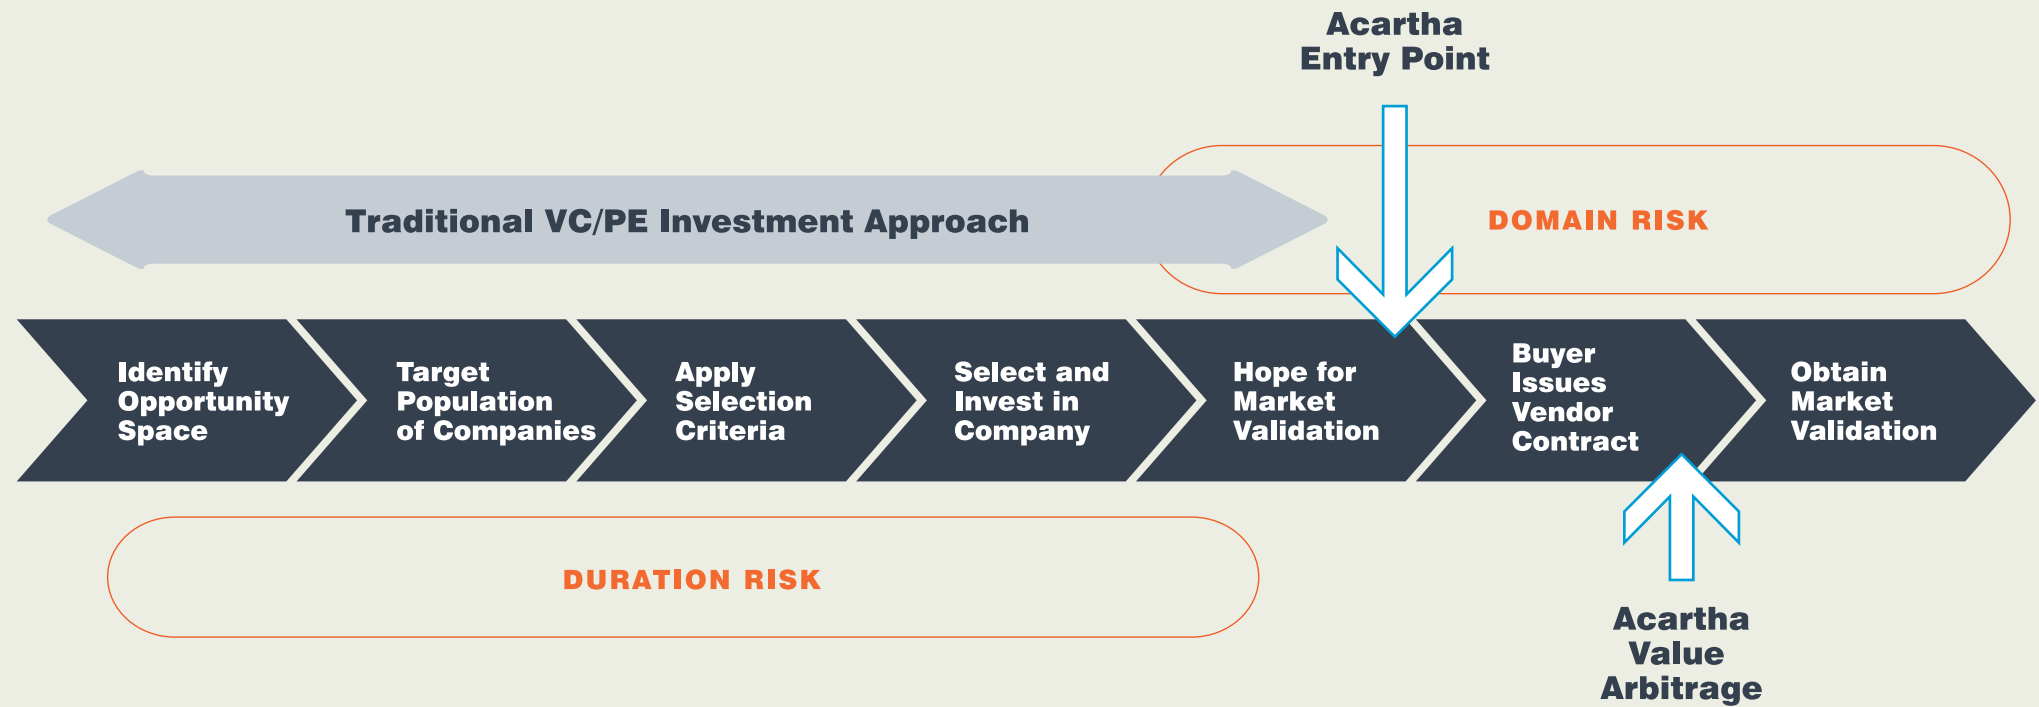 Acartha
Entry Point
Traditional VC/PE Investment Approach
DOMAIN RISK
Identify
Opportunity
Space
Target
Population
of Companies
Apply
Selection
Criteria
Select and
Invest in
Company
Hope for
Market
Validation
Buyer
Issues
Vendor
Contract
Obtain
Market
Validation
DURATION RISK
Acartha
Value
Arbitrage